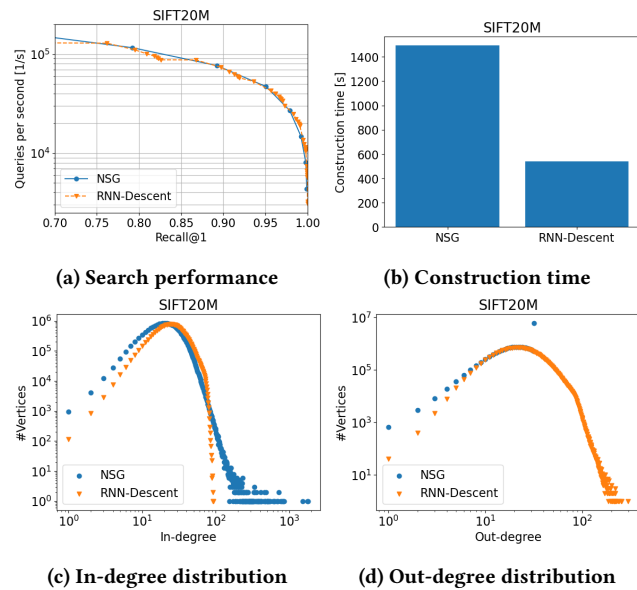 SIFT20M
Queries per second [1/s]
10^5
10^4
NSG
RNN-Descent
0.70 0.75 0.80 0.85 0.90 0.95 1.00
Recall@1
(a) Search performance
SIFT20M
Construction time [s]
1400
1200
1000
800
600
400
200
0
NSG RNN-Descent
(b) Construction time
SIFT20M
#Vertices
10^6
10^5
10^4
10^3
10^2
10^1
10^0
NSG
RNN-Descent
10^0 10^1 10^2 10^3
In-degree
(c) In-degree distribution
SIFT20M
#Vertices
10^7
10^5
10^3
10^1
NSG
RNN-Descent
10^0 10^1 10^2
Out-degree
(d) Out-degree distribution